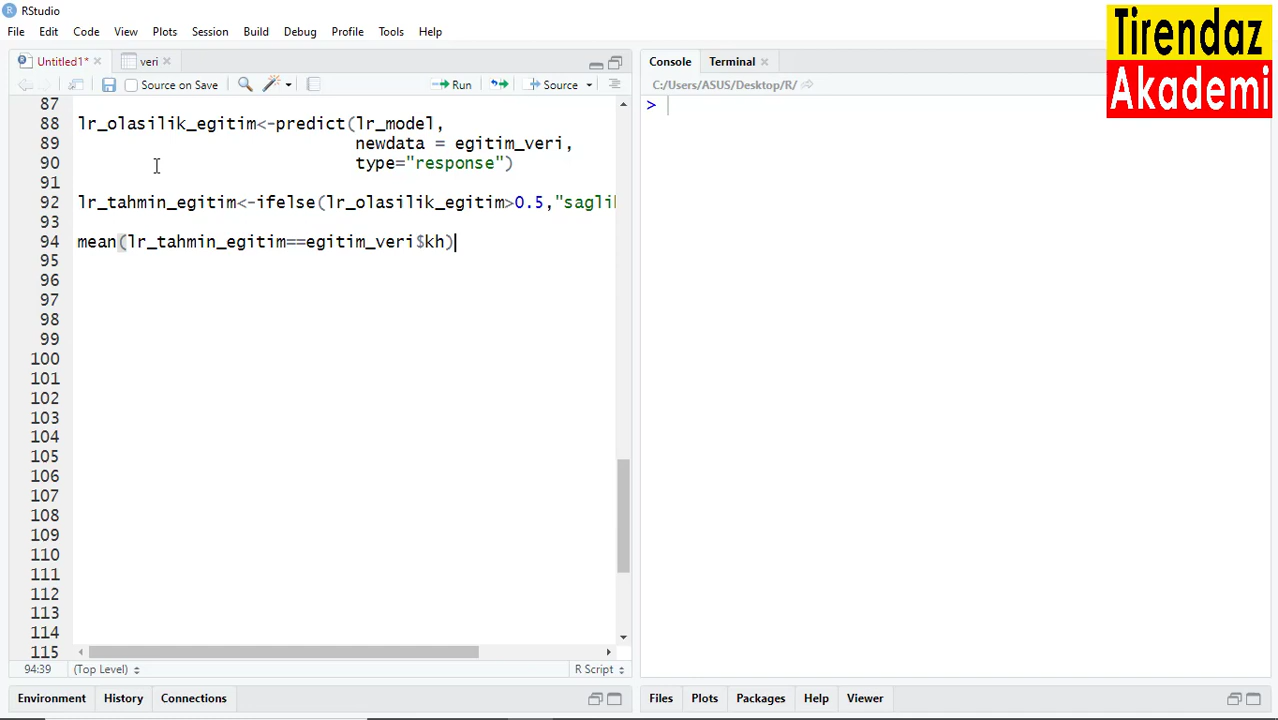 RStudio
File Edit Code View Plots Session Build Debug Profile Tools Help
Tirendaz
Akademi
Untitled1* × veri ×
Source on Save Run Source
87
88 lr_olasilik_egitim<-predict(lr_model,
89 newdata = egitim_veri,
90 type="response")
91
92 lr_tahmin_egitim<-ifelse(lr_olasilik_egitim>0.5,"sagli
93
94 mean(lr_tahmin_egitim==egitim_veri$kh)
95
96
97
98
99
100
101
102
103
104
105
106
107
108
109
110
111
112
113
114
115
94:39 (Top Level) R Script
Environment History Connections
Console Terminal ×
C:/Users/ASUS/Desktop/R/
>
Files Plots Packages Help Viewer